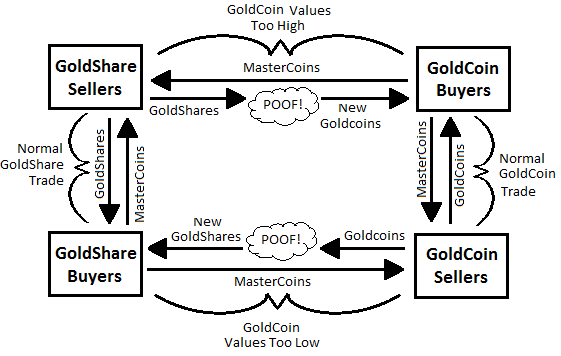 GoldCoin Values
Too High
GoldShare
Sellers
MasterCoins
GoldCoin
Buyers
GoldShares
POOF!
New
Goldcoins
Normal
GoldShare
Trade
GoldShares
MasterCoins
MasterCoins
GoldCoins
Normal
GoldCoin
Trade
GoldShare
Buyers
New
GoldShares
POOF!
Goldcoins
GoldCoin
Sellers
MasterCoins
GoldCoin
Values Too Low